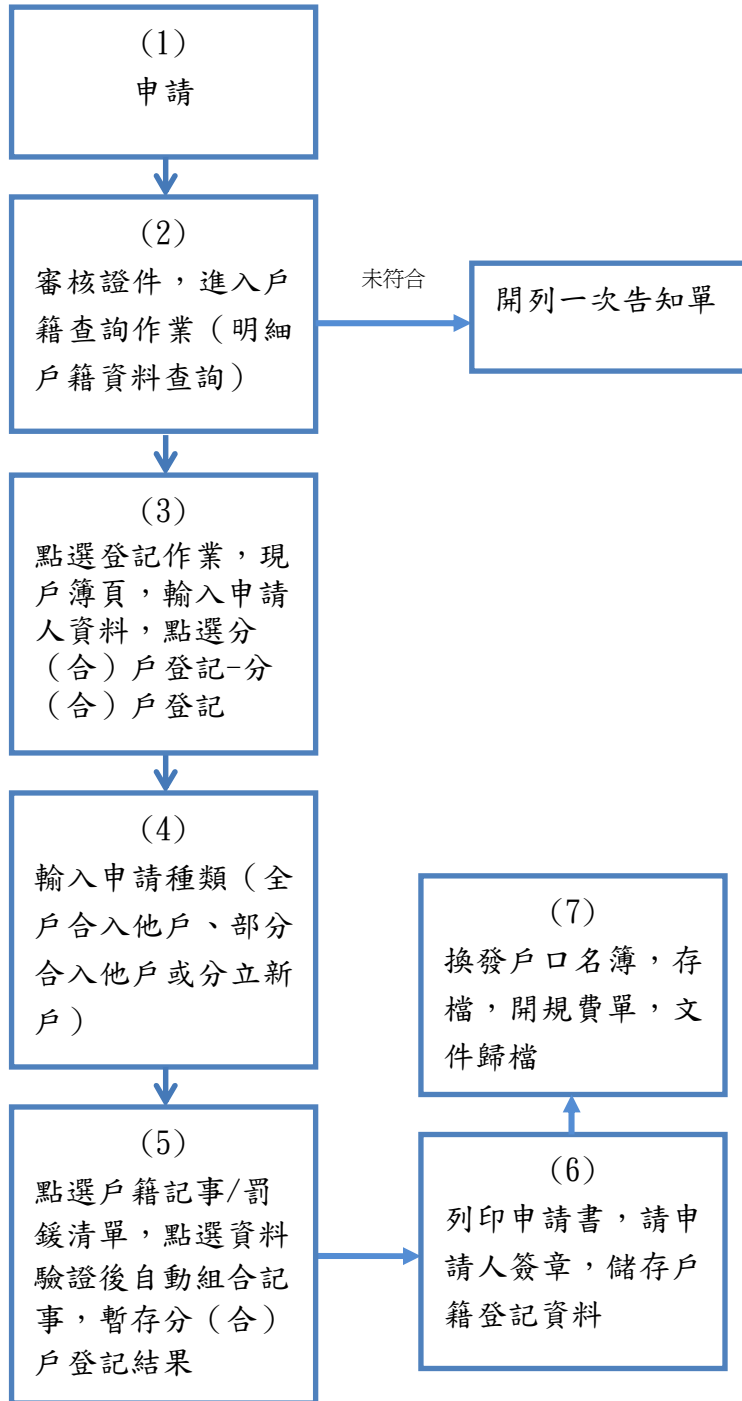 (1)
申請
(2)
審核證件，進入戶
籍查詢作業（明細
戶籍資料查詢）
未符合
開列一次告知單
(3)
點選登記作業，現
戶簿頁，輸入申請
人資料，點選分
（合）戶登記-分
（合）戶登記
(4)
輸入申請種類（全
戶合入他戶、部分
合入他戶或分立新
戶）
(5)
點選戶籍記事/罰
鍰清單，點選資料
驗證後自動組合記
事，暫存分（合）
戶登記結果
(6)
列印申請書，請申
請人簽章，儲存戶
籍登記資料
(7)
換發戶口名簿，存
檔，開規費單，文
件歸檔